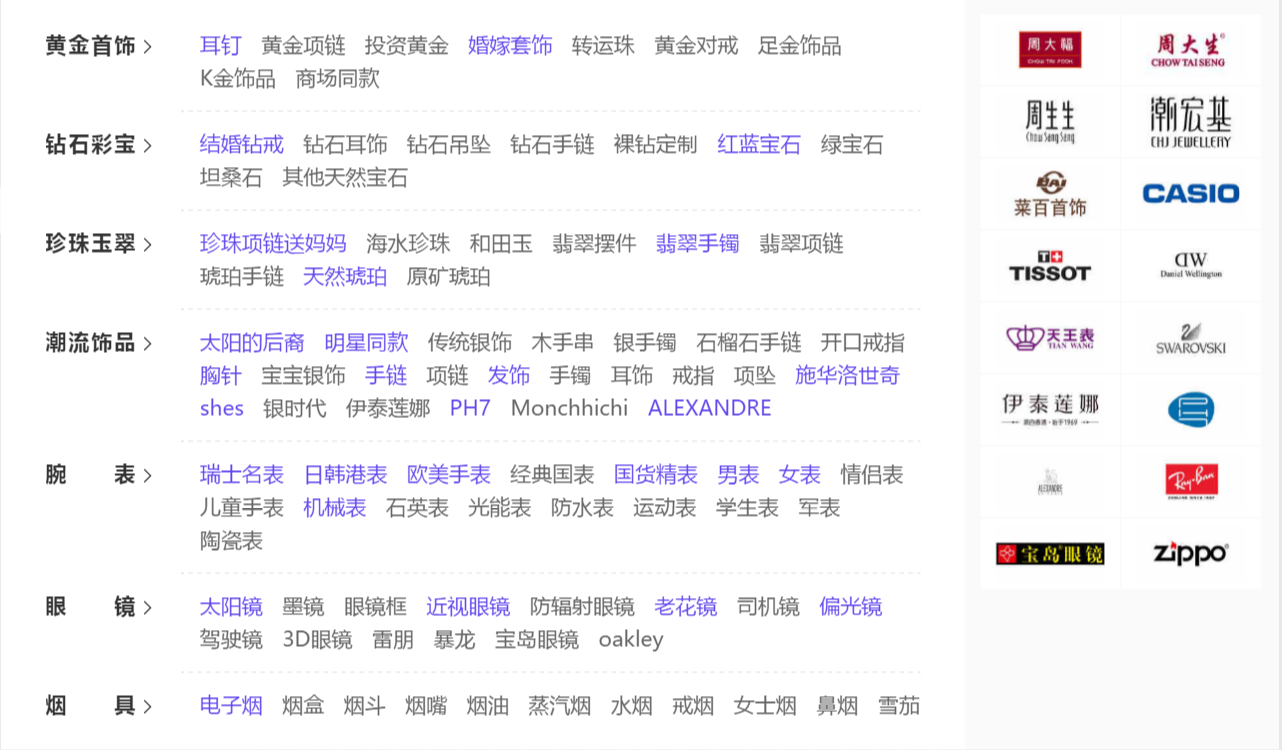 黄金首饰 耳钉 黄金项链 投资黄金 婚嫁套饰 转运珠 黄金对戒 足金饰品
K金饰品 商场同款
钻石彩宝 结婚钻戒 钻石耳饰 钻石吊坠 钻石手链 裸钻定制 红蓝宝石 绿宝石
坦桑石 其他天然宝石
珍珠玉翠 珍珠项链送妈妈 海水珍珠 和田玉 翡翠摆件 翡翠手镯 翡翠项链
琥珀手链 天然琥珀 原矿琥珀
潮流饰品 太阳的后裔 明星同款 传统银饰 木手串 银手镯 石榴石手链 开口戒指
胸针 宝宝银饰 手链 项链 发饰 手镯 耳饰 戒指 项坠 施华洛世奇
shes 银时代 伊泰莲娜 PH7 Monchhichi ALEXANDRE
腕表 瑞士名表 日韩港表 欧美手表 经典国表 国货精表 男表 女表 情侣表
儿童手表 机械表 石英表 光能表 防水表 运动表 学生表 军表
陶瓷表
眼镜 太阳镜 墨镜 眼镜框 近视眼镜 防辐射眼镜 老花镜 司机镜 偏光镜
驾驶镜 3D眼镜 雷朋 暴龙 宝岛眼镜 oakley
烟具 电子烟 烟盒 烟斗 烟嘴 烟油 蒸汽烟 水烟 戒烟 女士烟 鼻烟 雪茄
周大福
CHOW TAI FOOK
周大生
CHOW TAI SENG
周生生
Chow Sang Sang
潮宏基
CHJ JEWELLERY
BAI
菜百首饰
CASIO
T
TISSOT
DW
Daniel Wellington
天王表
TIAN WANG
SWAROVSKI
伊泰莲娜
源自香港·始于1969
ALEXANDRE
Ray-Ban
宝岛眼镜
zippo